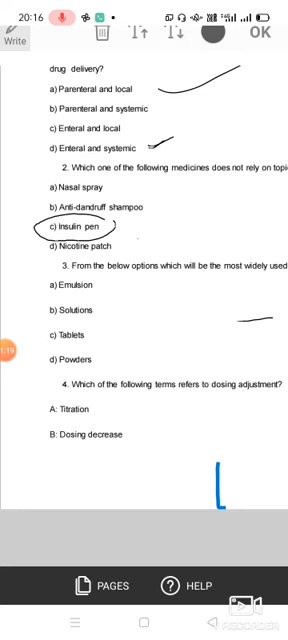 20:16
Write
OK
drug delivery?
a) Parenteral and local
b) Parenteral and systemic
c) Enteral and local
d) Enteral and systemic
2. Which one of the following medicines does not rely on topi
a) Nasal spray
b) Anti-dandruff shampoo
c) Insulin pen
d) Nicotine patch
3. From the below options which will be the most widely used
a) Emulsion
b) Solutions
1:19
c) Tablets
d) Powders
4. Which of the following terms refers to dosing adjustment?
A: Titration
B: Dosing decrease
PAGES
? HELP
RECORDER